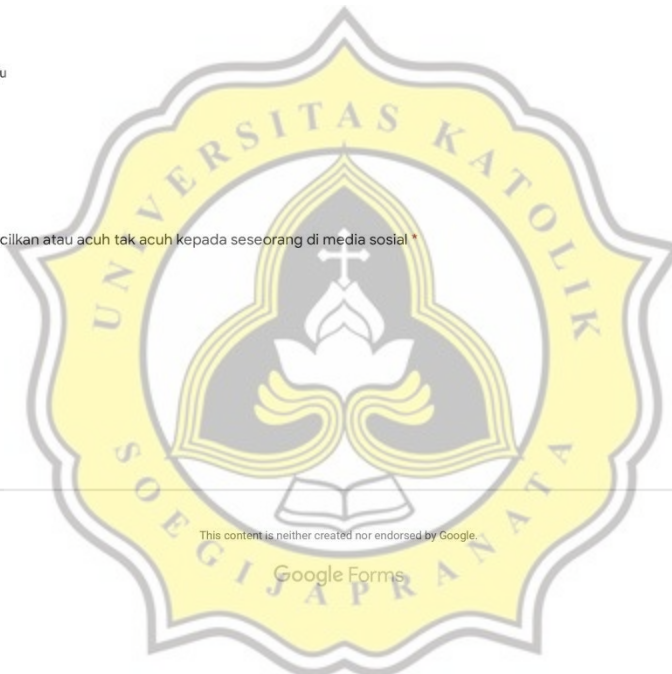 u
cilkan atau acuh tak acuh kepada seseorang di media sosial *
UNIVERSITAS KATOLIK
SOEGIJAPRANATA
This content is neither created nor endorsed by Google.
Google Forms